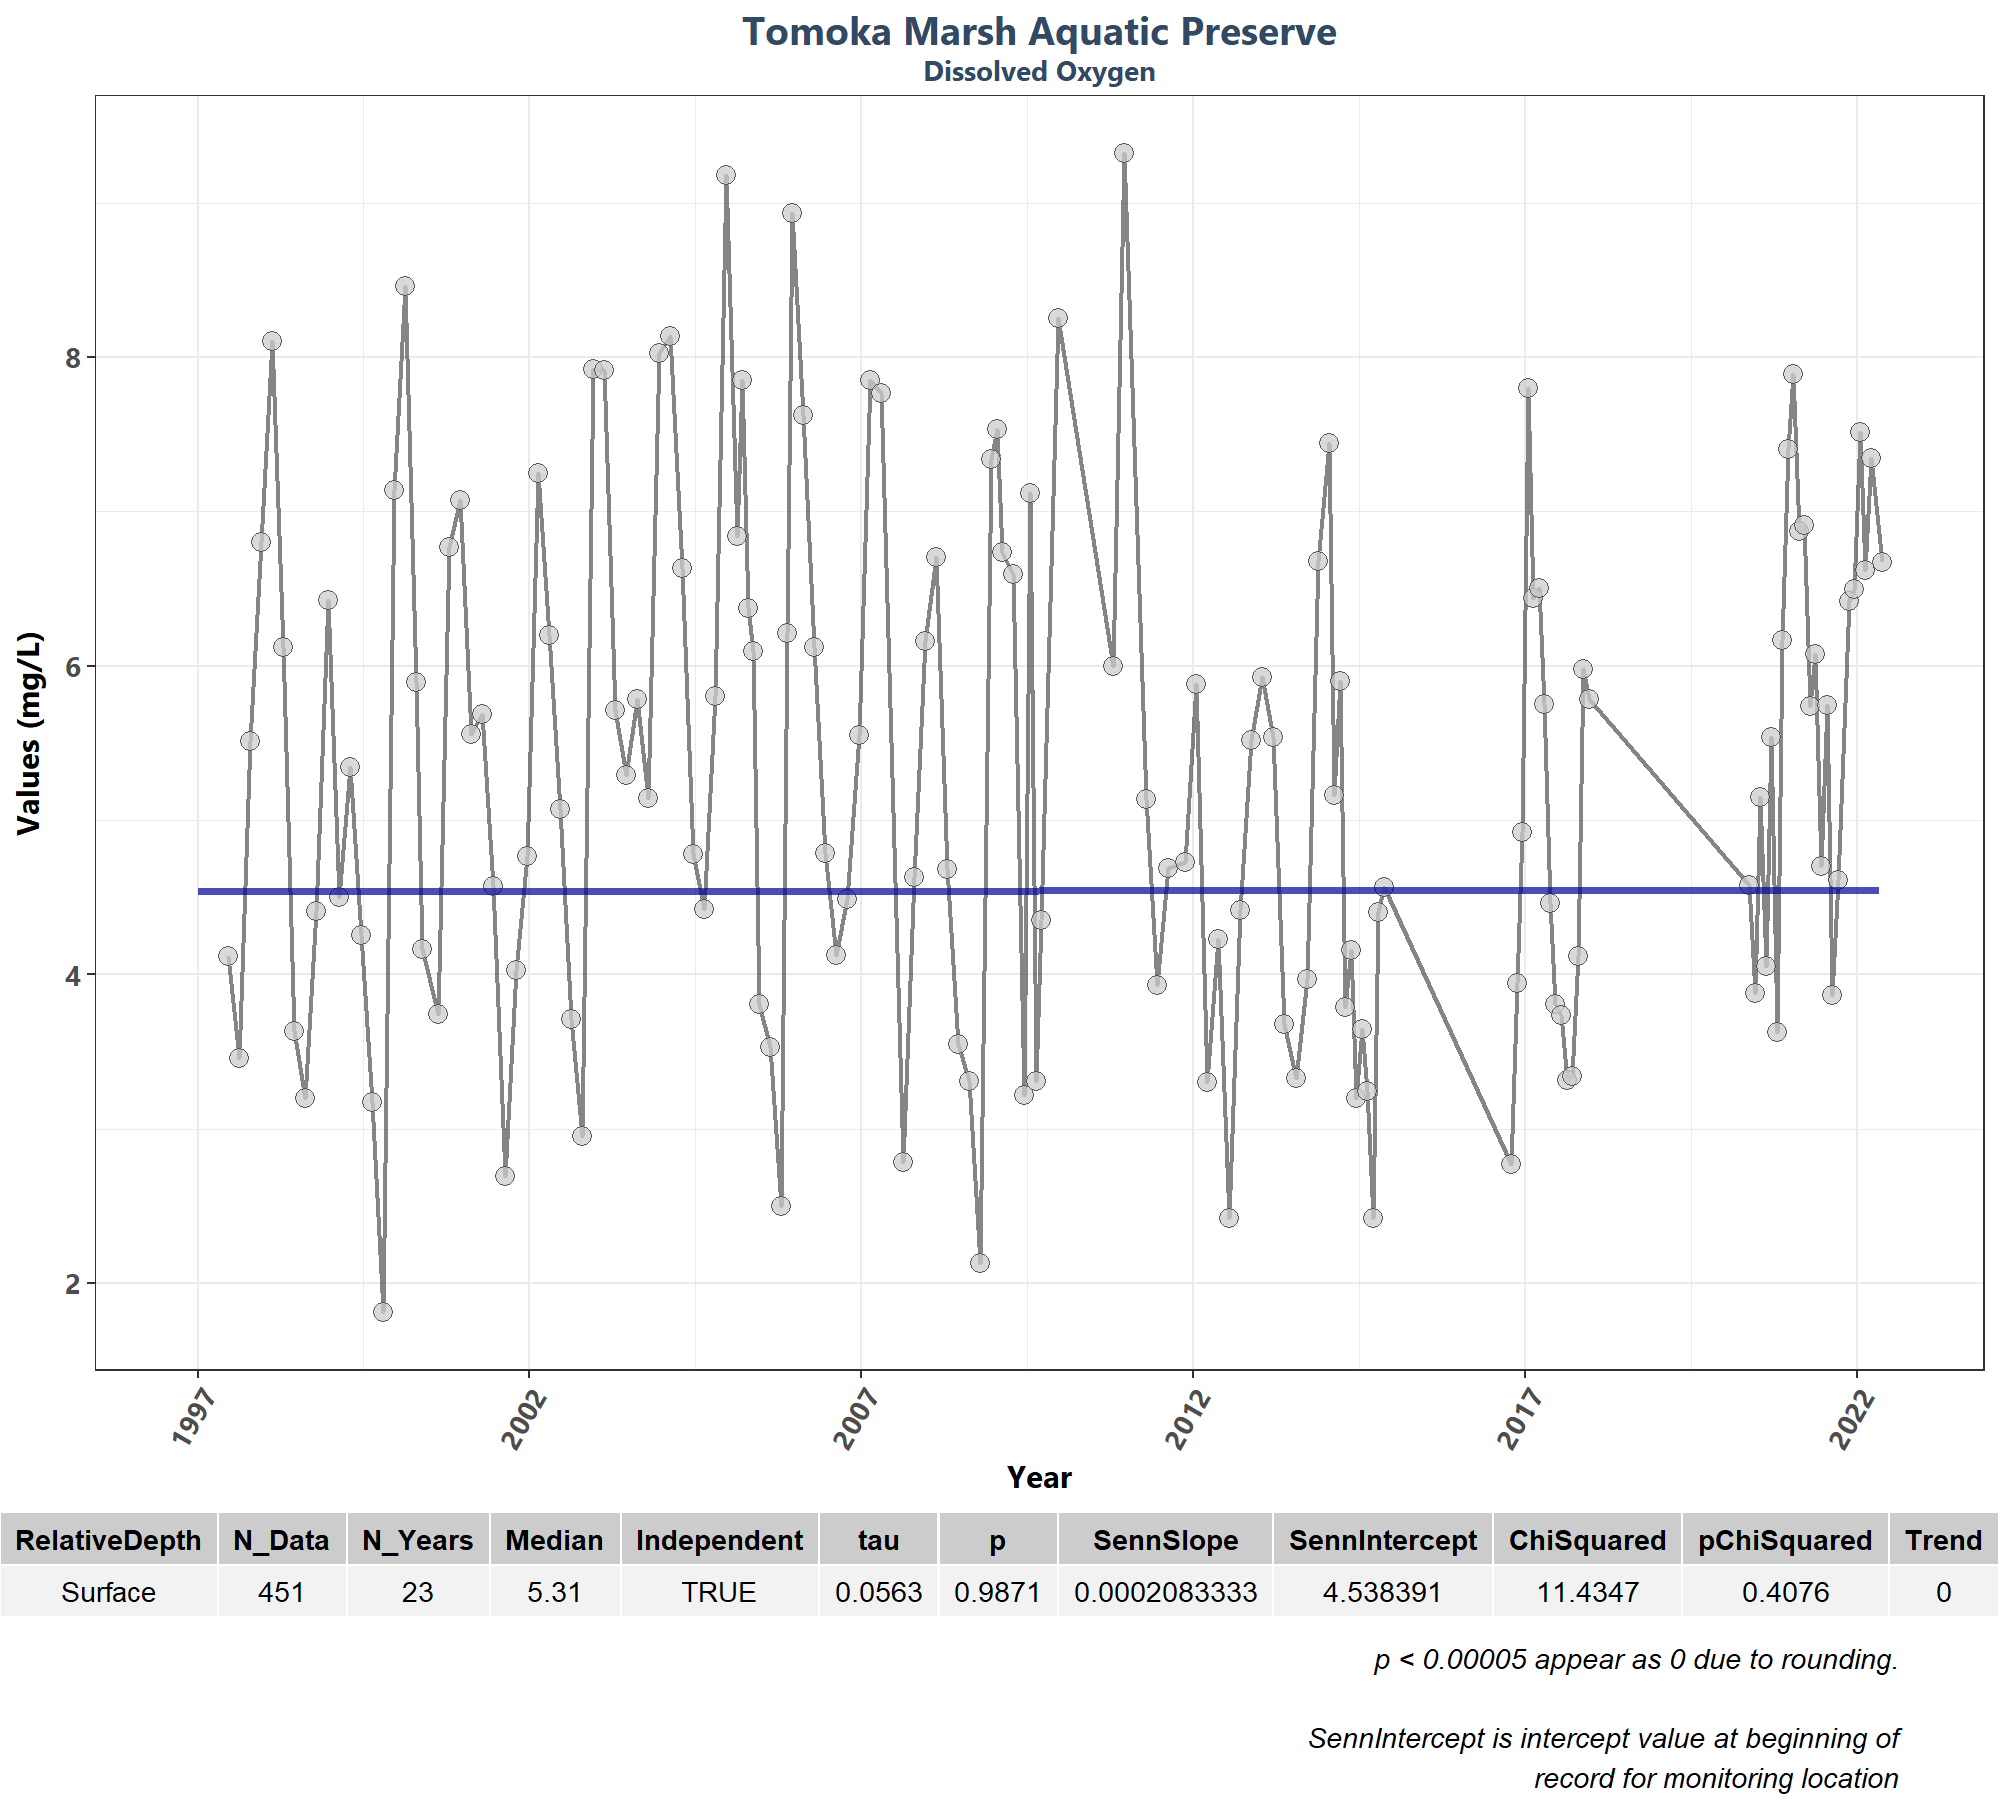 Tomoka Marsh Aquatic Preserve
Dissolved Oxygen
Values (mg/L)
8
6
4
2
1997 2002 2007 2012 2017 2022
Year
RelativeDepth N_Data N_Years Median Independent tau p SennSlope SennIntercept ChiSquared pChiSquared Trend
Surface 451 23 5.31 TRUE 0.0563 0.9871 0.0002083333 4.538391 11.4347 0.4076 0
p < 0.00005 appear as 0 due to rounding.
SennIntercept is intercept value at beginning of
record for monitoring location